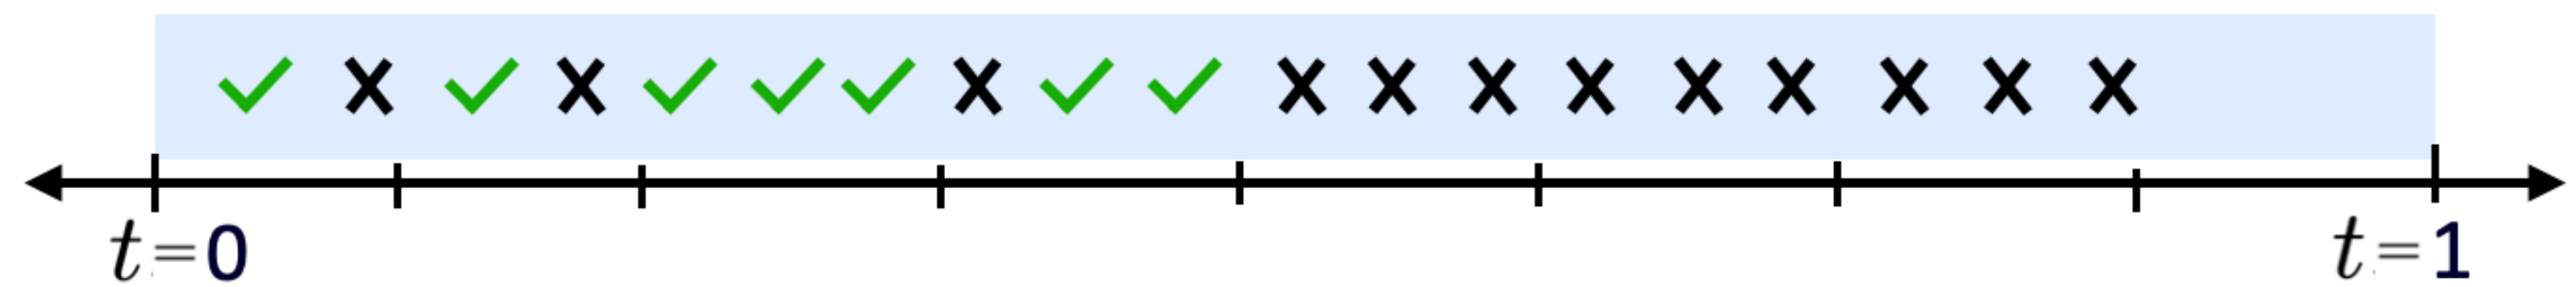 ✓ X ✓ X ✓ ✓ ✓ X ✓ ✓ X X X X X X X X X
t=0 t=1